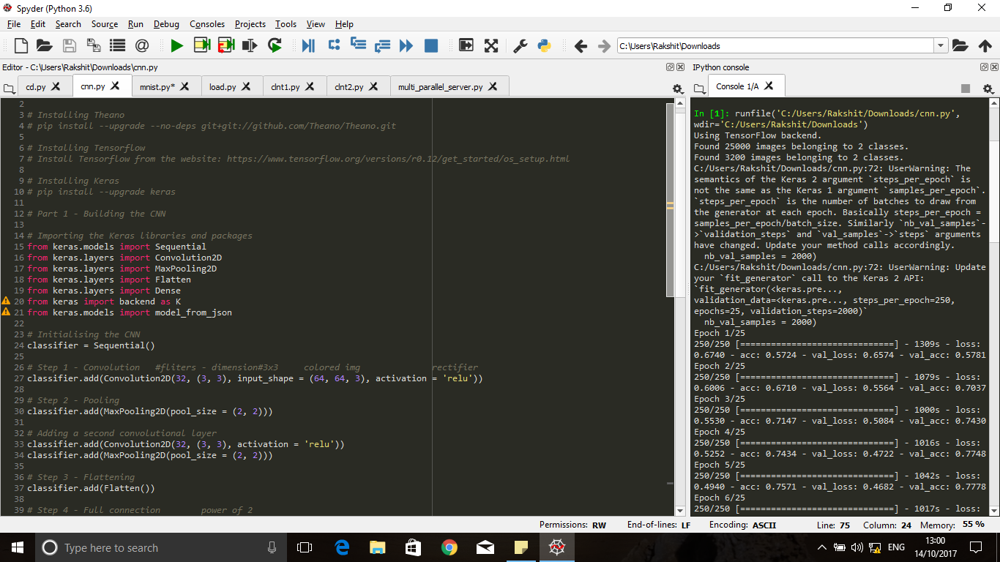 Spyder (Python 3.6)
File Edit Search Source Run Debug Consoles Projects Tools View Help
C:\Users\Rakshit\Downloads
Editor - C:\Users\Rakshit\Downloads\cnn.py
cd.py cnn.py mnist.py* load.py clnt1.py clnt2.py multi_parallel_server.py
2
3 # Installing Theano
4 # pip install --upgrade --no-deps git+git://github.com/Theano/Theano.git
5
6 # Installing Tensorflow
7 # Install Tensorflow from the website: https://www.tensorflow.org/versions/r0.12/get_started/os_setup.html
8
9 # Installing Keras
10 # pip install --upgrade keras
11
12 # Part 1 - Building the CNN
13
14 # Importing the Keras libraries and packages
15 from keras.models import Sequential
16 from keras.layers import Convolution2D
17 from keras.layers import MaxPooling2D
18 from keras.layers import Flatten
19 from keras.layers import Dense
20 from keras import backend as K
21 from keras.models import model_from_json
22
23 # Initialising the CNN
24 classifier = Sequential()
25
26 # Step 1 - Convolution #fliters - dimension#3x3 colored img rectifier
27 classifier.add(Convolution2D(32, (3, 3), input_shape = (64, 64, 3), activation = 'relu'))
28
29 # Step 2 - Pooling
30 classifier.add(MaxPooling2D(pool_size = (2, 2)))
31
32 # Adding a second convolutional layer
33 classifier.add(Convolution2D(32, (3, 3), activation = 'relu'))
34 classifier.add(MaxPooling2D(pool_size = (2, 2)))
35
36 # Step 3 - Flattening
37 classifier.add(Flatten())
38
39 # Step 4 - Full connection power of 2
IPython console
Console 1/A
In [1]: runfile('C:/Users/Rakshit/Downloads/cnn.py',
wdir='C:/Users/Rakshit/Downloads')
Using TensorFlow backend.
Found 25000 images belonging to 2 classes.
Found 3200 images belonging to 2 classes.
C:/Users/Rakshit/Downloads/cnn.py:72: UserWarning: The
semantics of the Keras 2 argument `steps_per_epoch` is
not the same as the Keras 1 argument `samples_per_epoch`.
`steps_per_epoch` is the number of batches to draw from
the generator at each epoch. Basically steps_per_epoch =
samples_per_epoch/batch_size. Similarly `nb_val_samples`-
>`validation_steps` and `val_samples`->`steps` arguments
have changed. Update your method calls accordingly.
nb_val_samples = 2000)
C:/Users/Rakshit/Downloads/cnn.py:72: UserWarning: Update
your `fit_generator` call to the Keras 2 API:
`fit_generator(<keras.pre...,
validation_data=<keras.pre..., steps_per_epoch=250,
epochs=25, validation_steps=2000)`
nb_val_samples = 2000)
Epoch 1/25
250/250 [==============================] - 1309s - loss:
0.6740 - acc: 0.5724 - val_loss: 0.6574 - val_acc: 0.5781
Epoch 2/25
250/250 [==============================] - 1079s - loss:
0.6006 - acc: 0.6710 - val_loss: 0.5564 - val_acc: 0.7037
Epoch 3/25
250/250 [==============================] - 1000s - loss:
0.5530 - acc: 0.7147 - val_loss: 0.5084 - val_acc: 0.7430
Epoch 4/25
250/250 [==============================] - 1016s - loss:
0.5252 - acc: 0.7434 - val_loss: 0.4722 - val_acc: 0.7748
Epoch 5/25
250/250 [==============================] - 1042s - loss:
0.4940 - acc: 0.7571 - val_loss: 0.4682 - val_acc: 0.7778
Epoch 6/25
250/250 [==============================] - 1017s - loss:
Permissions: RW End-of-lines: LF Encoding: ASCII Line: 75 Column: 24 Memory: 55 %
Type here to search
ENG
13:00
14/10/2017